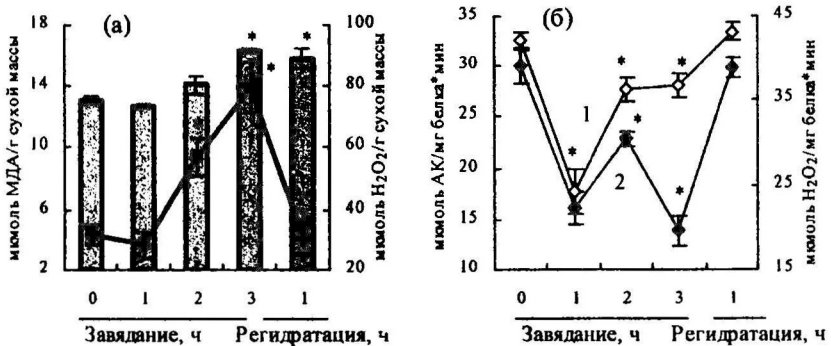 (а)
мкмоль МДА/г сухой массы
18
14
10
6
2
100
80
60
40
20
мкмоль H2O2/г сухой массы
* *
*
0 1 2 3 1
Завядание, ч Регидратация, ч
(б)
мкмоль АК/мг белка*мин
35
30
25
20
15
10
45
35
25
15
мкмоль H2O2/мг белка*мин
* *
1
* *
2
*
0 1 2 3 1
Завядание, ч Регидратация, ч